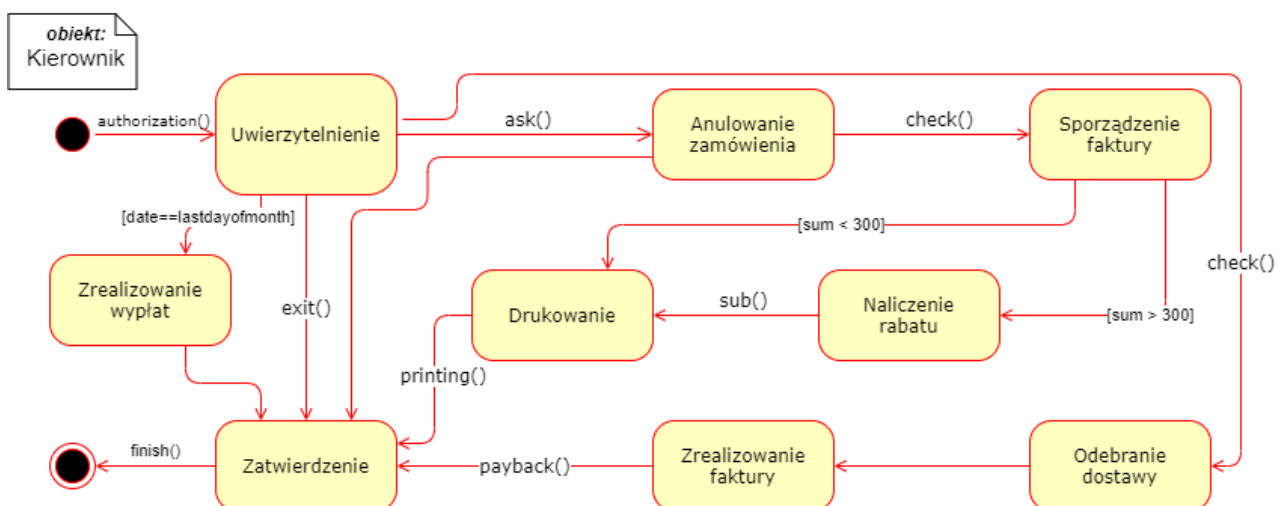 obiekt:
Kierownik
authorization()
Uwierzytelnienie
ask()
Anulowanie
zamówienia
check()
Sporządzenie
faktury
[date==lastdayofmonth]
[sum < 300]
check()
Zrealizowanie
wypłat
exit()
Drukowanie
sub()
Naliczenie
rabatu
[sum > 300]
printing()
finish()
Zatwierdzenie
payback()
Zrealizowanie
faktury
Odebranie
dostawy